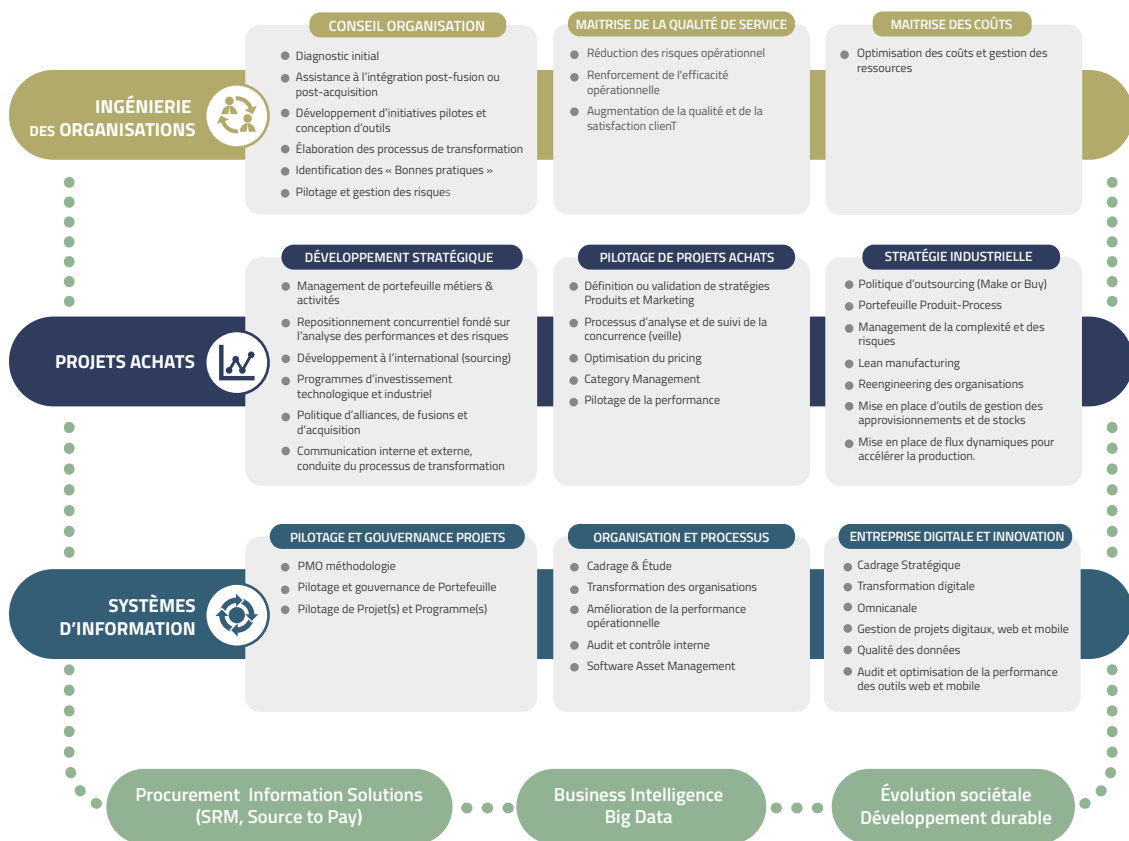 INGÉNIERIE
DES ORGANISATIONS
CONSEIL ORGANISATION
Diagnostic initial
Assistance à l'intégration post-fusion ou
post-acquisition
Développement d'initiatives pilotes et
conception d'outils
Élaboration des processus de transformation
Identification des « Bonnes pratiques »
Pilotage et gestion des risques
MAITRISE DE LA QUALITÉ DE SERVICE
Réduction des risques opérationnel
Renforcement de l'efficacité
opérationnelle
Augmentation de la qualité et de la
satisfaction clienT
MAITRISE DES COÛTS
Optimisation des coûts et gestion des
ressources
PROJETS ACHATS
DÉVELOPPEMENT STRATÉGIQUE
Management de portefeuille métiers &
activités
Repositionnement concurrentiel fondé sur
l'analyse des performances et des risques
Développement à l'international (sourcing)
Programmes d'investissement
technologique et industriel
Politique d'alliances, de fusions et
d'acquisition
Communication interne et externe,
conduite du processus de transformation
PILOTAGE DE PROJETS ACHATS
Définition ou validation de stratégies
Produits et Marketing
Processus d'analyse et de suivi de la
concurrence (veille)
Optimisation du pricing
Category Management
Pilotage de la performance
STRATÉGIE INDUSTRIELLE
Politique d'outsourcing (Make or Buy)
Portefeuille Produit-Process
Management de la complexité et des
risques
Lean manufacturing
Reengineering des organisations
Mise en place d'outils de gestion des
approvisionnements et de stocks
Mise en place de flux dynamiques pour
accélérer la production.
SYSTÈMES
D'INFORMATION
PILOTAGE ET GOUVERNANCE PROJETS
PMO méthodologie
Pilotage et gouvernance de Portefeuille
Pilotage de Projet(s) et Programme(s)
ORGANISATION ET PROCESSUS
Cadrage & Étude
Transformation des organisations
Amélioration de la performance
opérationnelle
Audit et contrôle interne
Software Asset Management
ENTREPRISE DIGITALE ET INNOVATION
Cadrage Stratégique
Transformation digitale
Omnicanale
Gestion de projets digitaux, web et mobile
Qualité des données
Audit et optimisation de la performance
des outils web et mobile
Procurement Information Solutions
(SRM, Source to Pay)
Business Intelligence
Big Data
Évolution sociétale
Développement durable